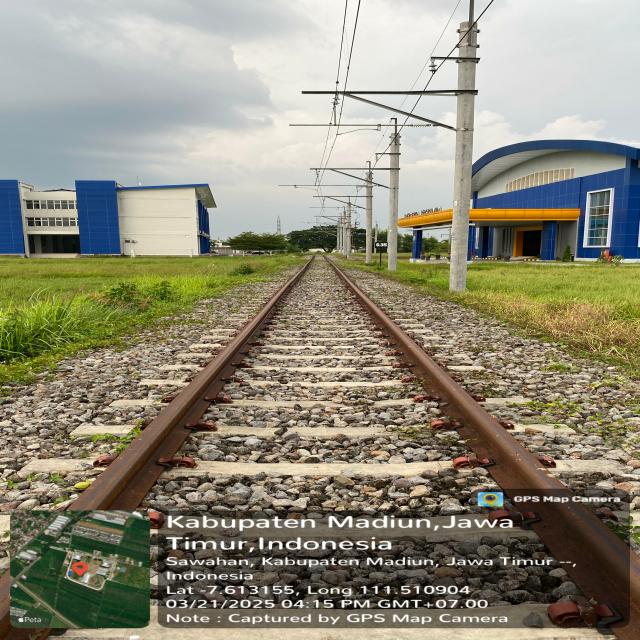 GPS Map Camera
Kabupaten Madiun,Jawa
Timur,Indonesia
Sawahan, Kabupaten Madiun, Jawa Timur --,
Indonesia
Lat -7.613155, Long 111.510904
03/21/2025 04:15 PM GMT+07.00
Note : Captured by GPS Map Camera
Peta